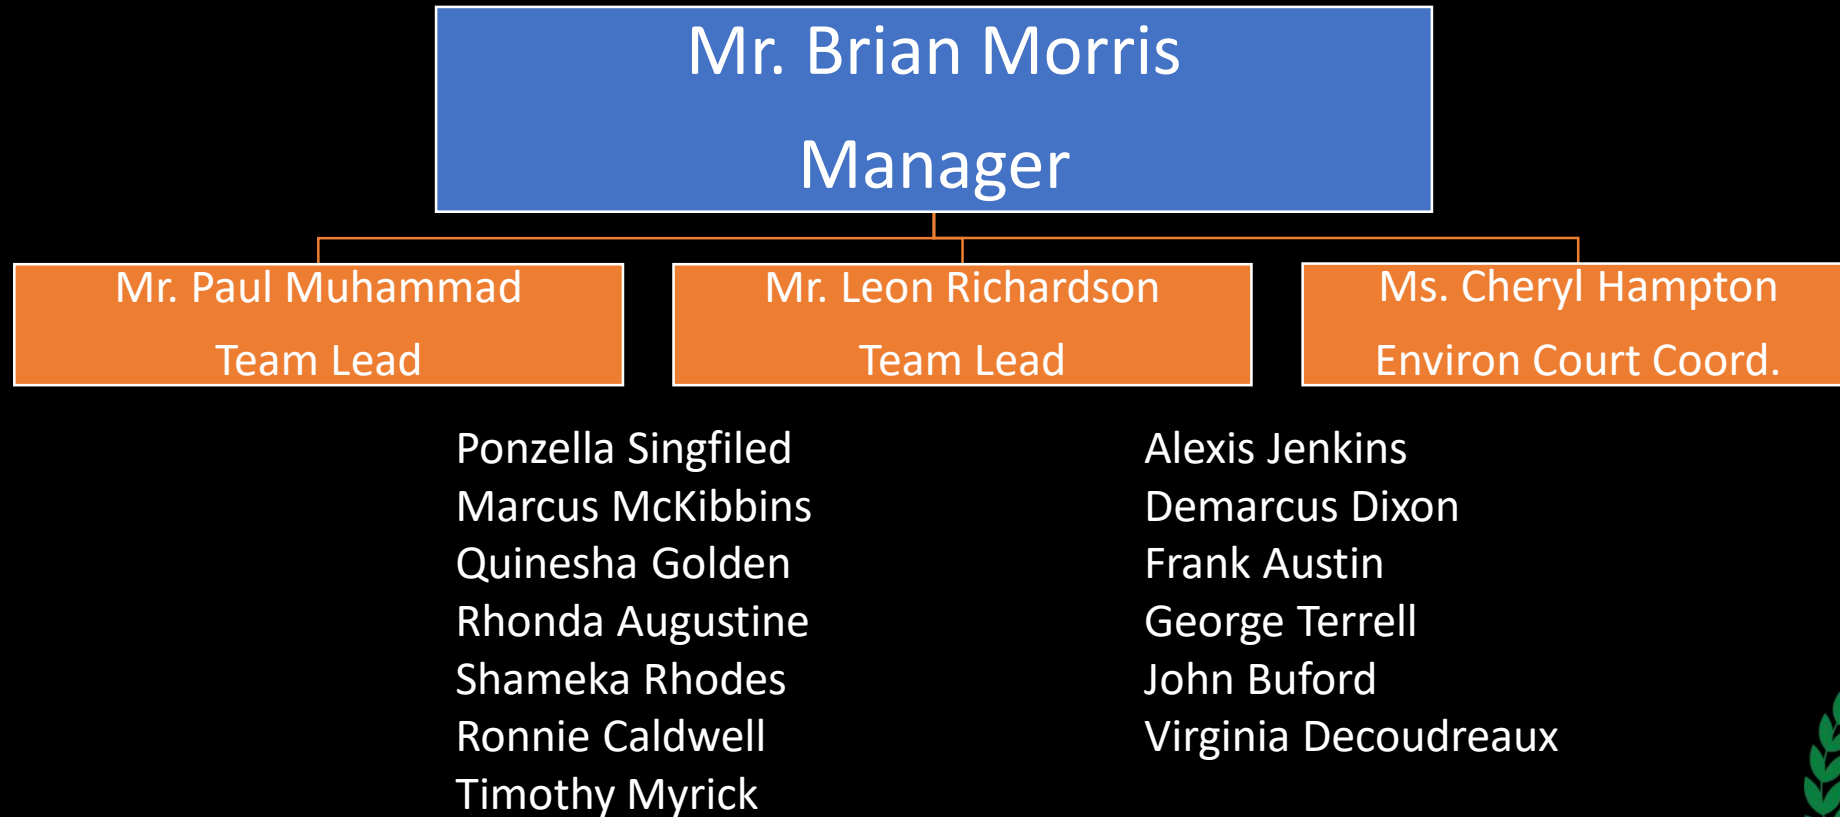 Mr. Brian Morris
Manager
Mr. Paul Muhammad
Team Lead
Mr. Leon Richardson
Team Lead
Ms. Cheryl Hampton
Environ Court Coord.
Ponzella Singfiled
Marcus McKibbins
Quinesha Golden
Rhonda Augustine
Shameka Rhodes
Ronnie Caldwell
Timothy Myrick
Alexis Jenkins
Demarcus Dixon
Frank Austin
George Terrell
John Buford
Virginia Decoudreaux